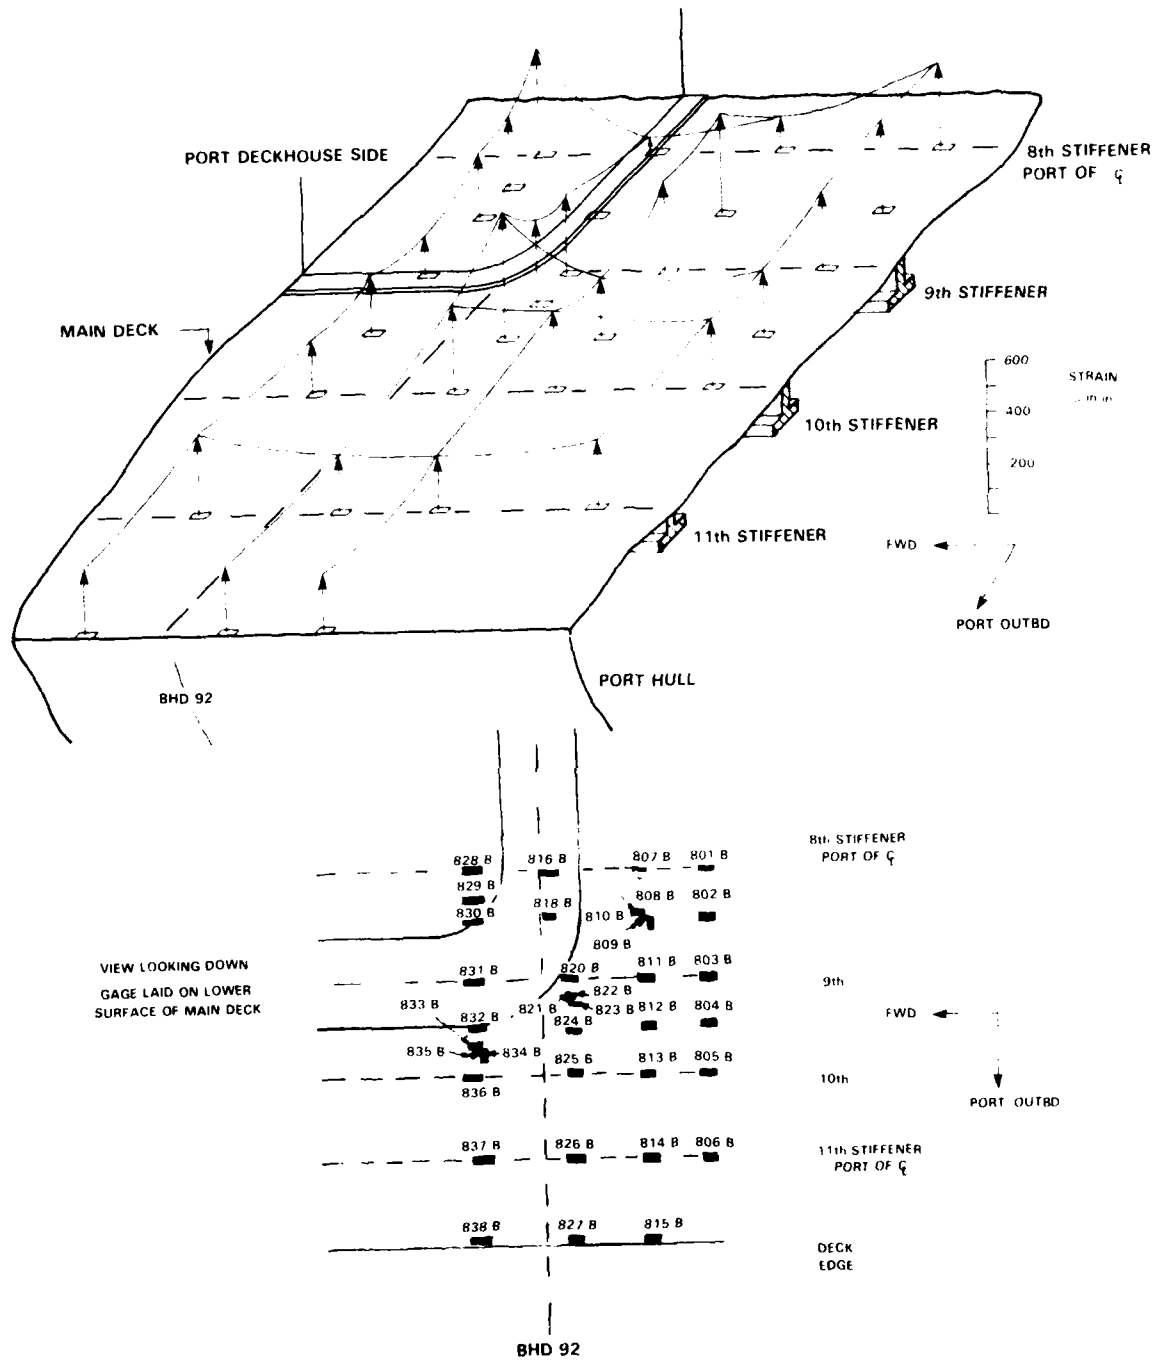 PORT DECKHOUSE SIDE
8th STIFFENER
PORT OF ℄
MAIN DECK
9th STIFFENER
10th STIFFENER
11th STIFFENER
600
400
200
STRAIN
FWD
PORT OUTBD
PORT HULL
BHD 92
8th STIFFENER
PORT OF ℄
828 B
816 B
807 B
801 B
829 B
830 B
818 B
810 B
808 B
802 B
809 B
VIEW LOOKING DOWN
GAGE LAID ON LOWER
SURFACE OF MAIN DECK
831 B
820 B
811 B
803 B
9th
822 B
833 B
821 B
823 B
812 B
804 B
832 B
824 B
FWD
835 B
834 B
825 B
813 B
805 B
10th
836 B
PORT OUTBD
837 B
826 B
814 B
806 B
11th STIFFENER
PORT OF ℄
838 B
827 B
815 B
DECK
EDGE
BHD 92